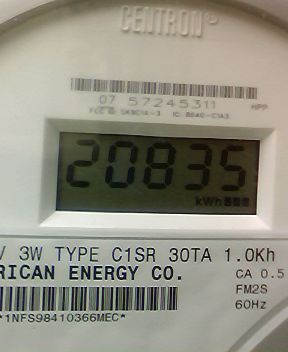 CENTRON®
07 57245311
HPP
20835
kWh
V 3W TYPE C1SR 30TA 1.0Kh
RICAN ENERGY CO.
CA 0.5
FM2S
60Hz
*1NFS98410366MEC*